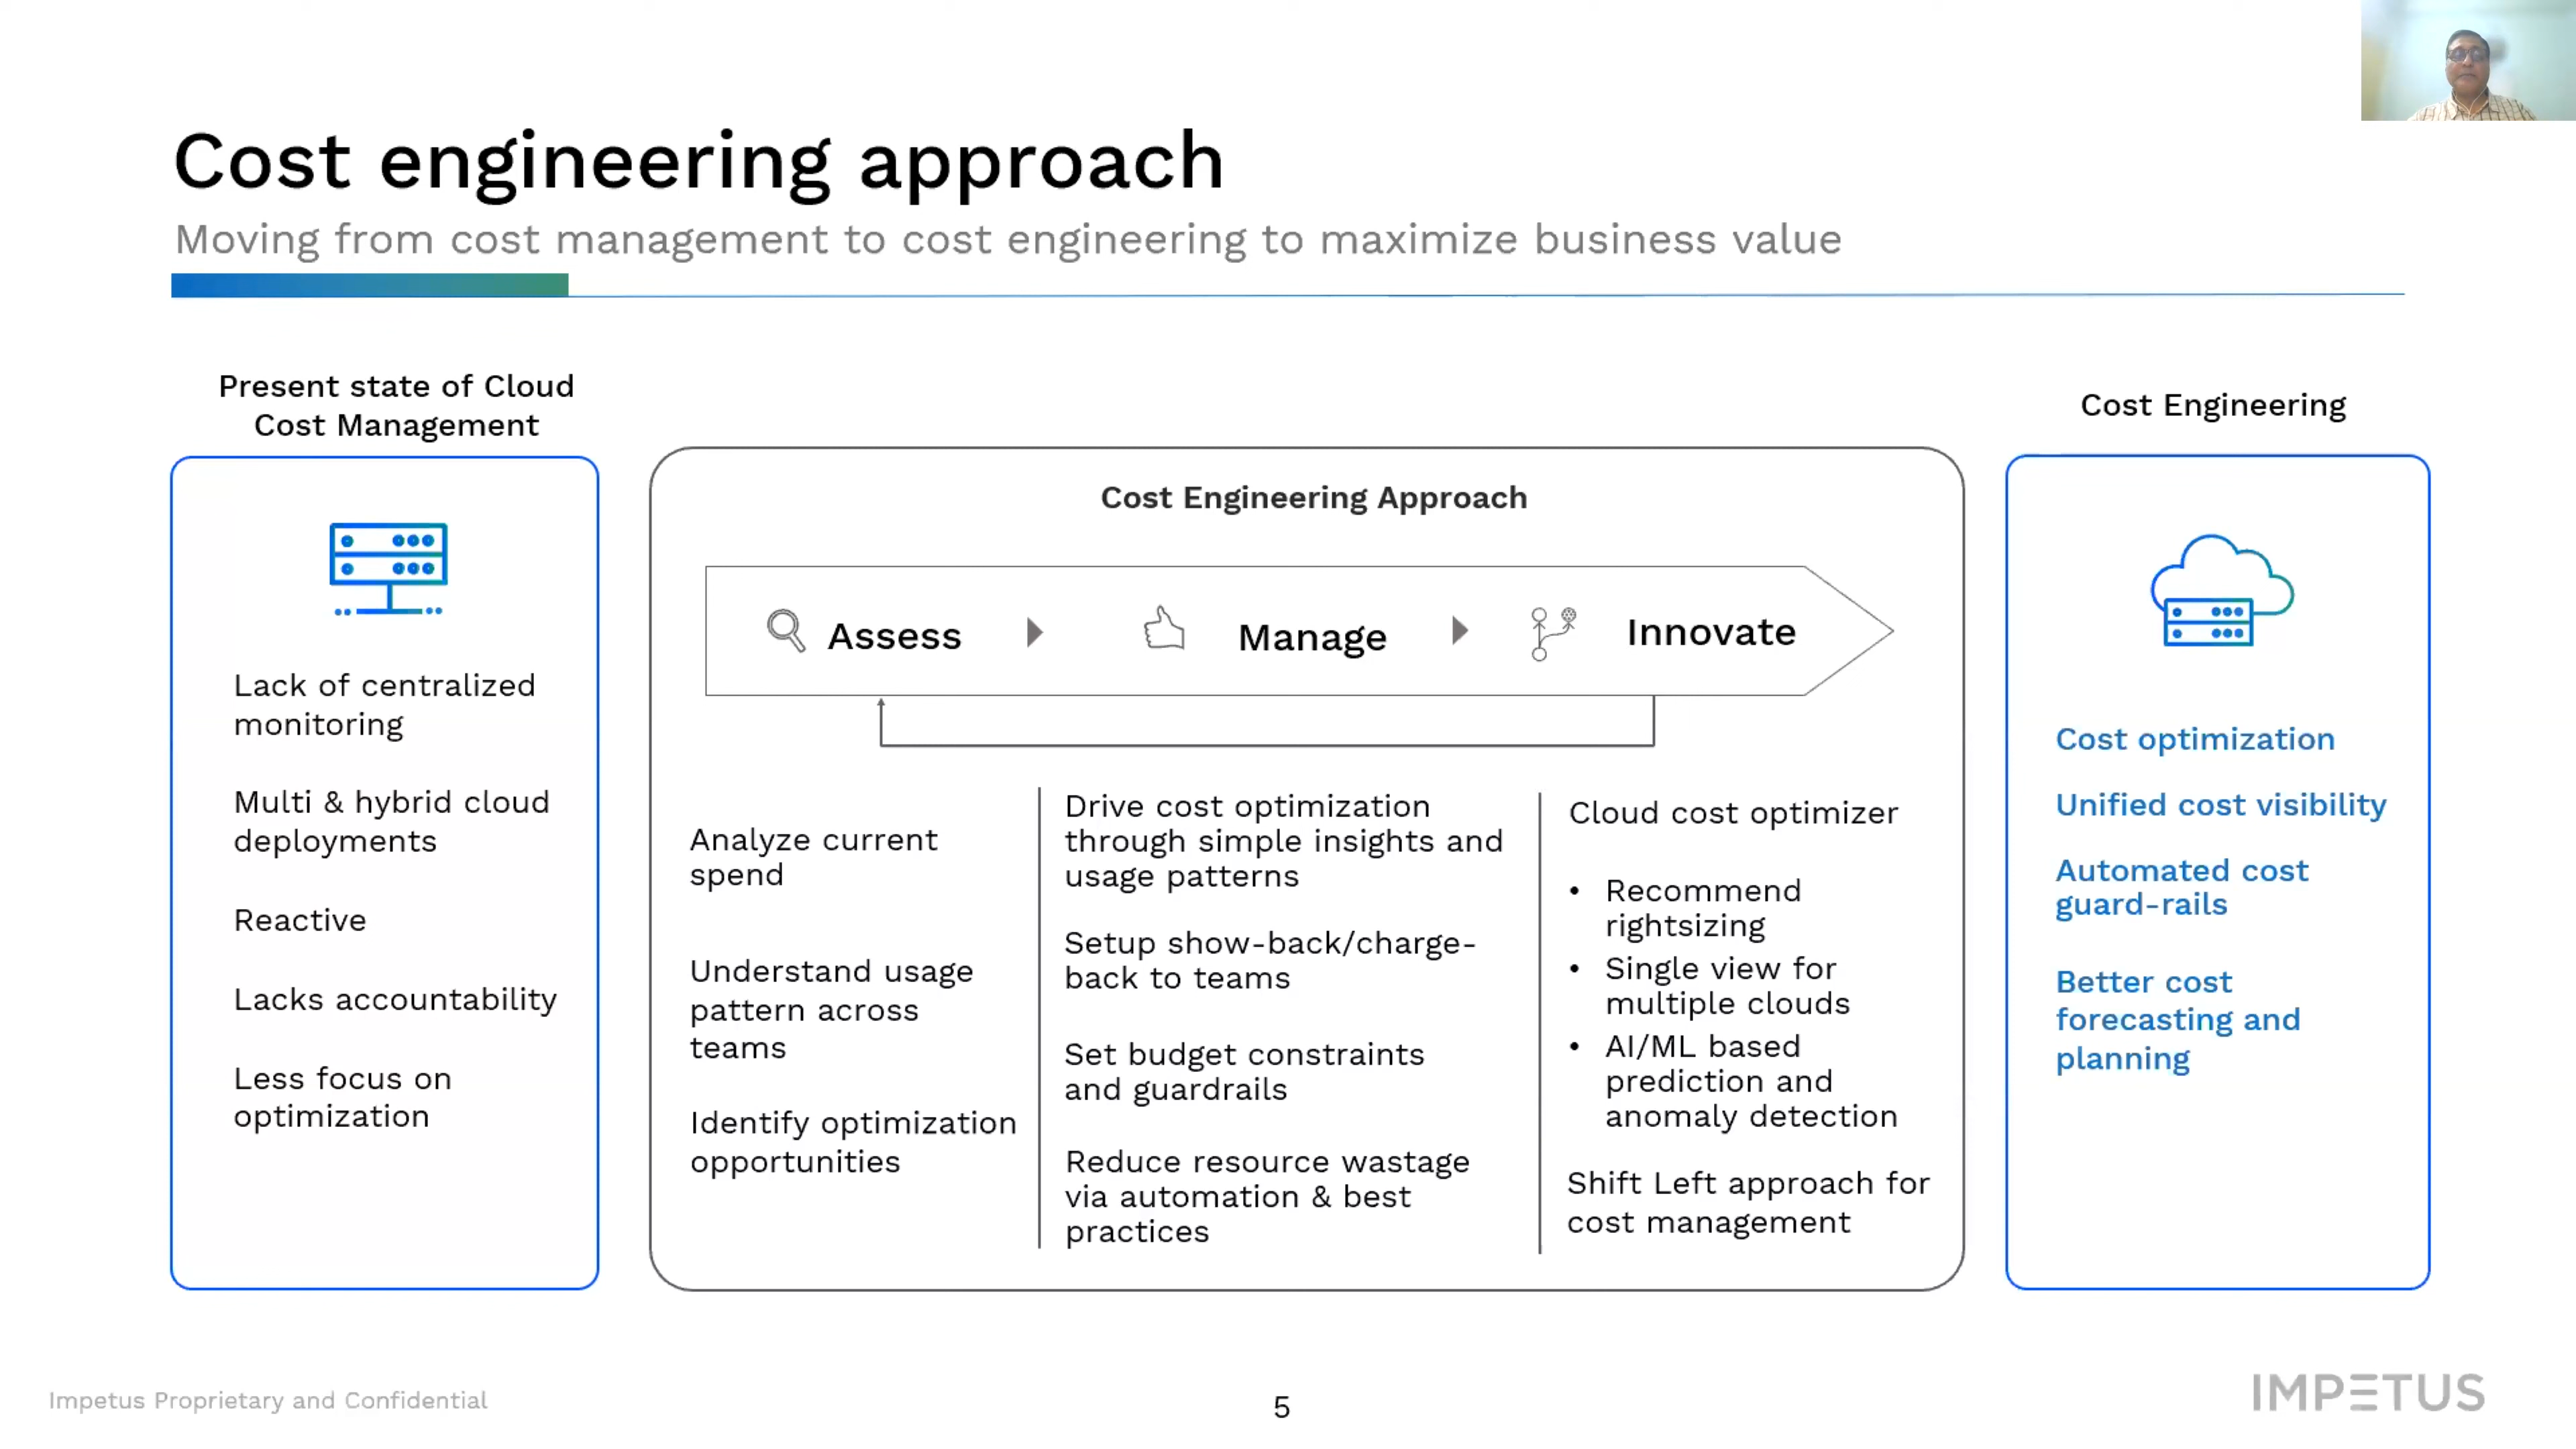 Cost engineering approach
Moving from cost management to cost engineering to maximize business value
Present state of Cloud
Cost Management
Lack of centralized
monitoring
Multi & hybrid cloud
deployments
Reactive
Lacks accountability
Less focus on
optimization
Cost Engineering Approach
Assess
Manage
Innovate
Analyze current
spend
Understand usage
pattern across
teams
Identify optimization
opportunities
Drive cost optimization
through simple insights and
usage patterns
Setup show-back/charge-
back to teams
Set budget constraints
and guardrails
Reduce resource wastage
via automation & best
practices
Cloud cost optimizer
• Recommend
rightsizing
• Single view for
multiple clouds
• AI/ML based
prediction and
anomaly detection
Shift Left approach for
cost management
Cost Engineering
Cost optimization
Unified cost visibility
Automated cost
guard-rails
Better cost
forecasting and
planning
Impetus Proprietary and Confidential
5
IMPETUS